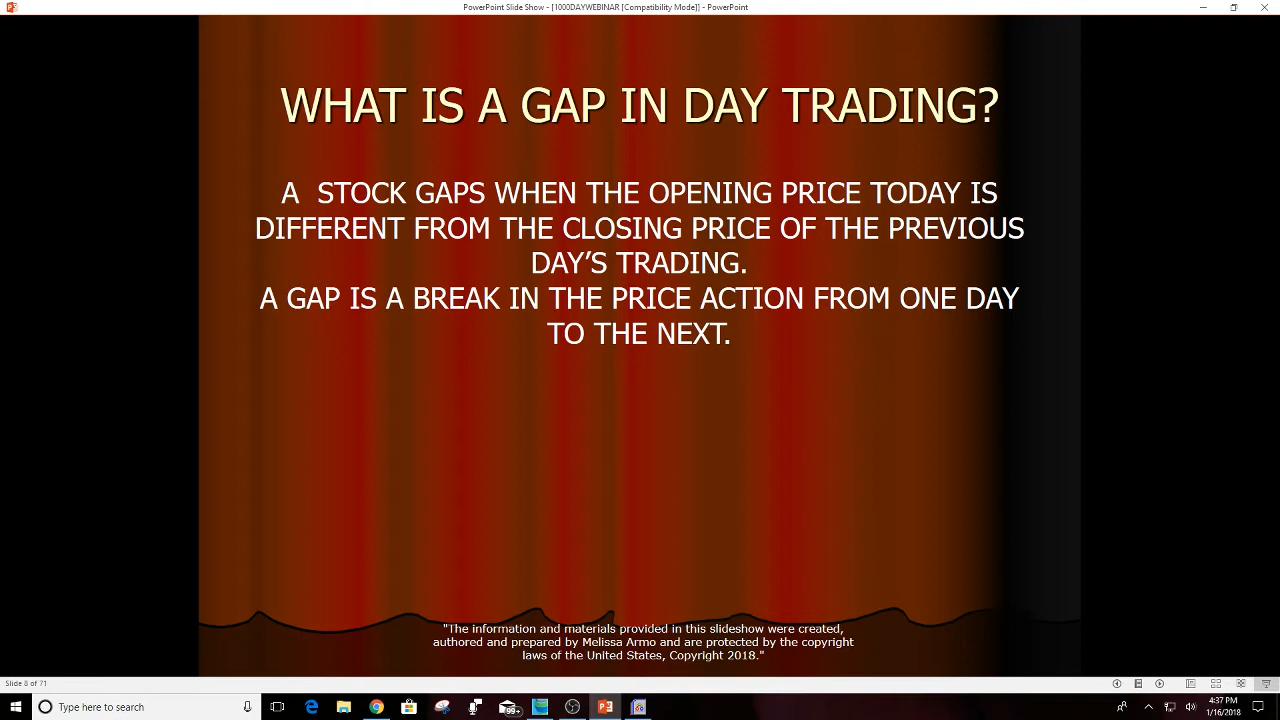 PowerPoint Slide Show - [1000DAYWEBINAR [Compatibility Mode]] - PowerPoint
WHAT IS A GAP IN DAY TRADING?
A  STOCK GAPS WHEN THE OPENING PRICE TODAY IS
DIFFERENT FROM THE CLOSING PRICE OF THE PREVIOUS
DAY’S TRADING.
A GAP IS A BREAK IN THE PRICE ACTION FROM ONE DAY
TO THE NEXT.
"The information and materials provided in this slideshow were created,
authored and prepared by Melissa Armo and are protected by the copyright
laws of the United States, Copyright 2018."
Slide 8 of 71
Type here to search
99+
4:37 PM
1/16/2018